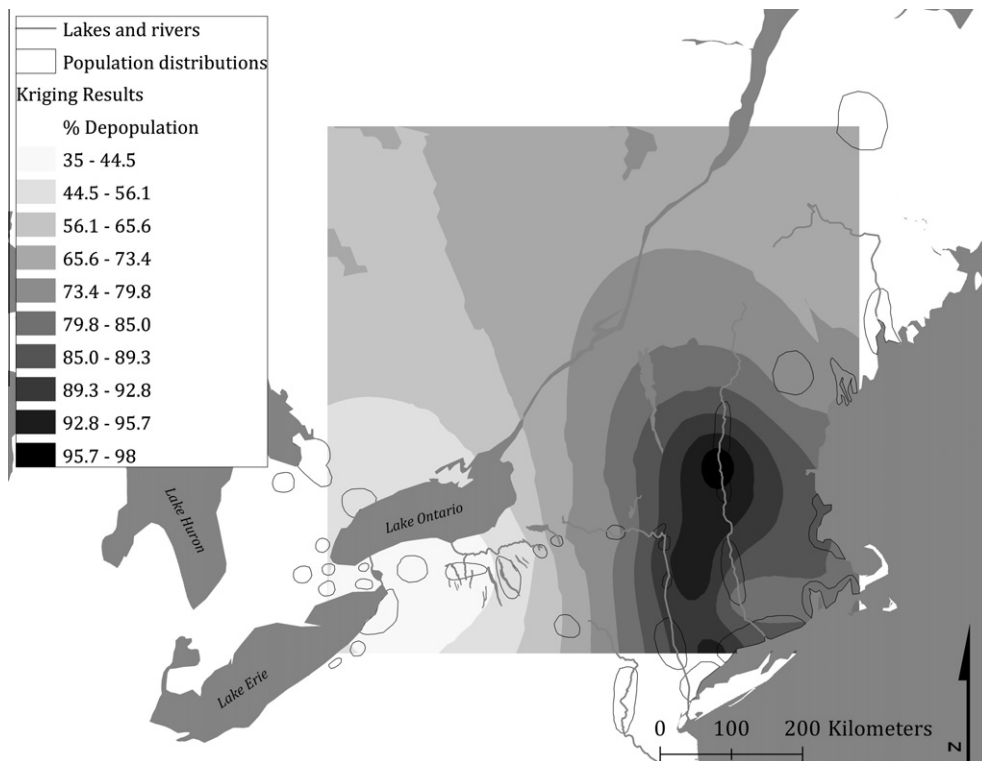 Lakes and rivers
Population distributions
Kriging Results
% Depopulation
35 - 44.5
44.5 - 56.1
56.1 - 65.6
65.6 - 73.4
73.4 - 79.8
79.8 - 85.0
85.0 - 89.3
89.3 - 92.8
92.8 - 95.7
95.7 - 98
Lake Huron
Lake Ontario
Lake Erie
0 100 200 Kilometers
N